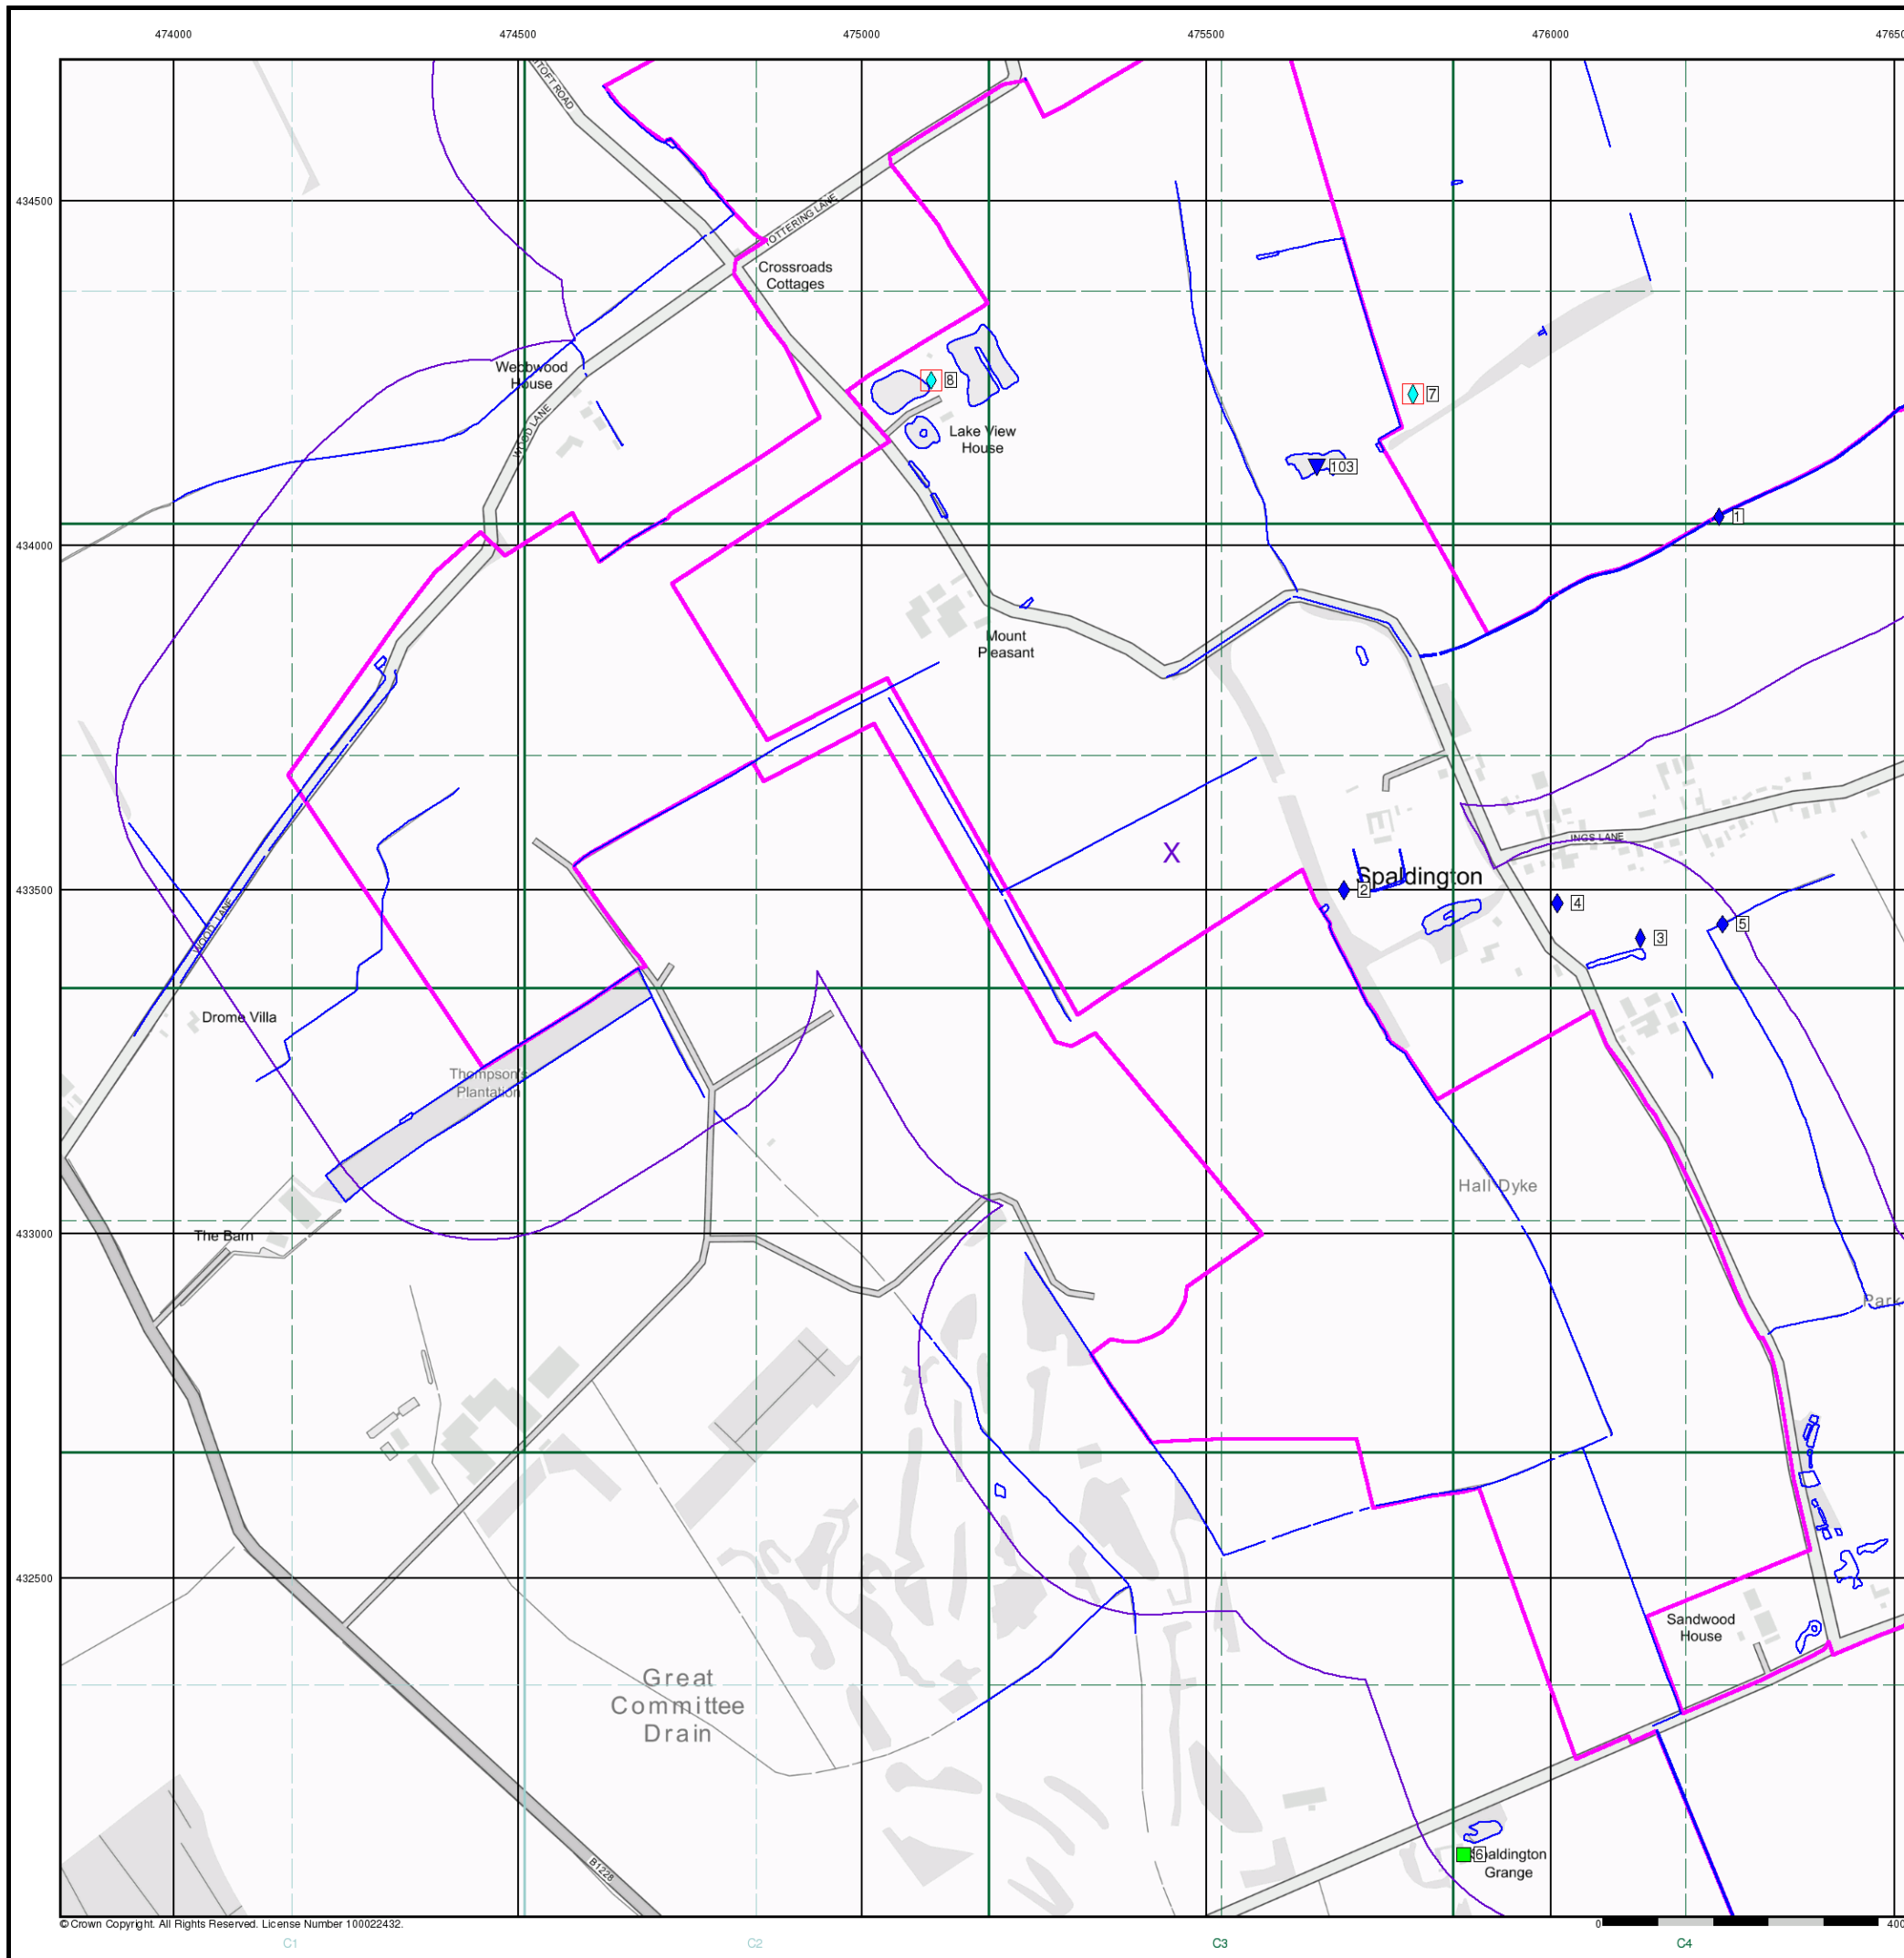 474000 474500 475000 475500 476000
TOFT ROAD
434500
TOTTERING LANE
Crossroads
Cottages
Webbwood
House
8
7
WOOD LANE
Lake View
House
103
1
434000
Mount
Pleasant
INGS LANE
X
433500
Spaldington
2
4
WOOD LANE
3
5
Drome Villa
Thompson's
Plantation
Hall Dyke
433000
The Barn
Park
432500
Sandwood
House
Great
Committee
Drain
6
Spaldington
Grange
B1228
© Crown Copyright. All Rights Reserved. License Number 100022432.
0
C1 C2 C3 C4